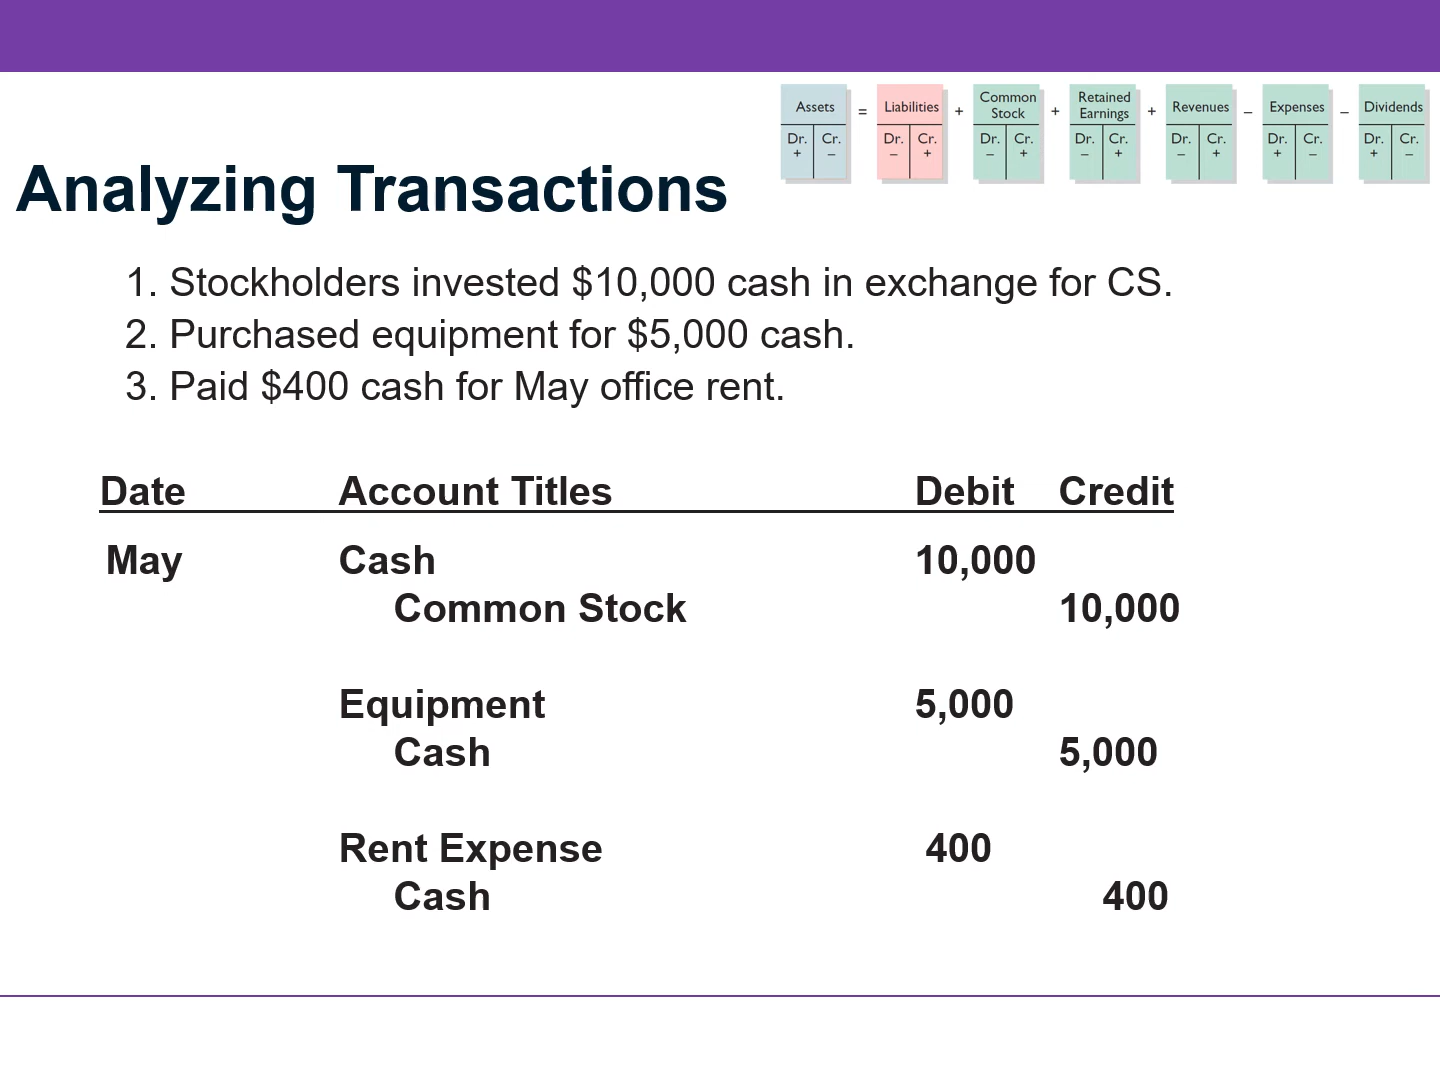 Assets = Liabilities + Common Stock + Retained Earnings + Revenues – Expenses – Dividends
Dr. Cr. Dr. Cr. Dr. Cr. Dr. Cr. Dr. Cr. Dr. Cr. Dr. Cr.
+ – – + – + – + – + + – + –
Analyzing Transactions
1. Stockholders invested $10,000 cash in exchange for CS.
2. Purchased equipment for $5,000 cash.
3. Paid $400 cash for May office rent.
Date Account Titles Debit Credit
May Cash 10,000
Common Stock 10,000
Equipment 5,000
Cash 5,000
Rent Expense 400
Cash 400